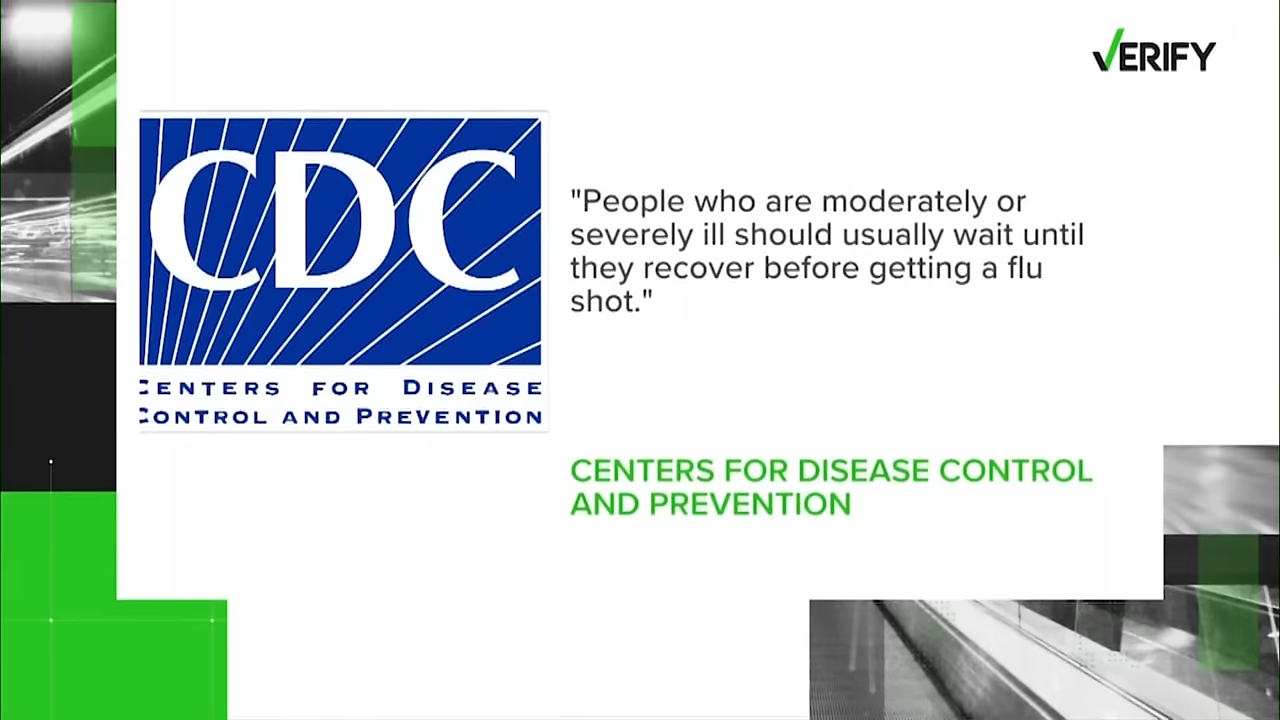 VERIFY
CDC
CENTERS FOR DISEASE
CONTROL AND PREVENTION
"People who are moderately or
severely ill should usually wait until
they recover before getting a flu
shot."
CENTERS FOR DISEASE CONTROL
AND PREVENTION